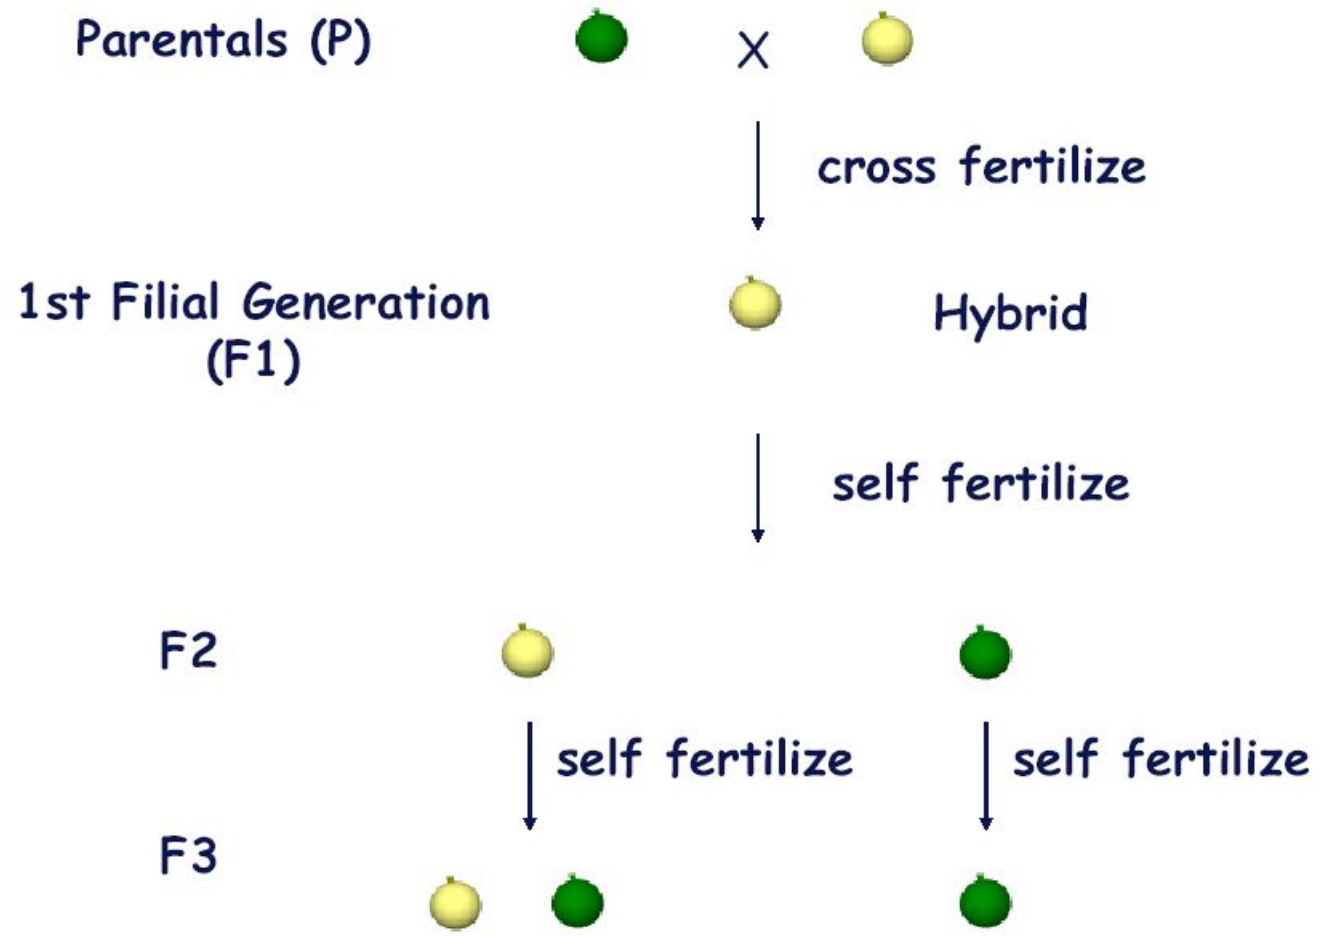 Parentals (P)
X
cross fertilize
1st Filial Generation
(F1)
Hybrid
self fertilize
F2
self fertilize
self fertilize
F3